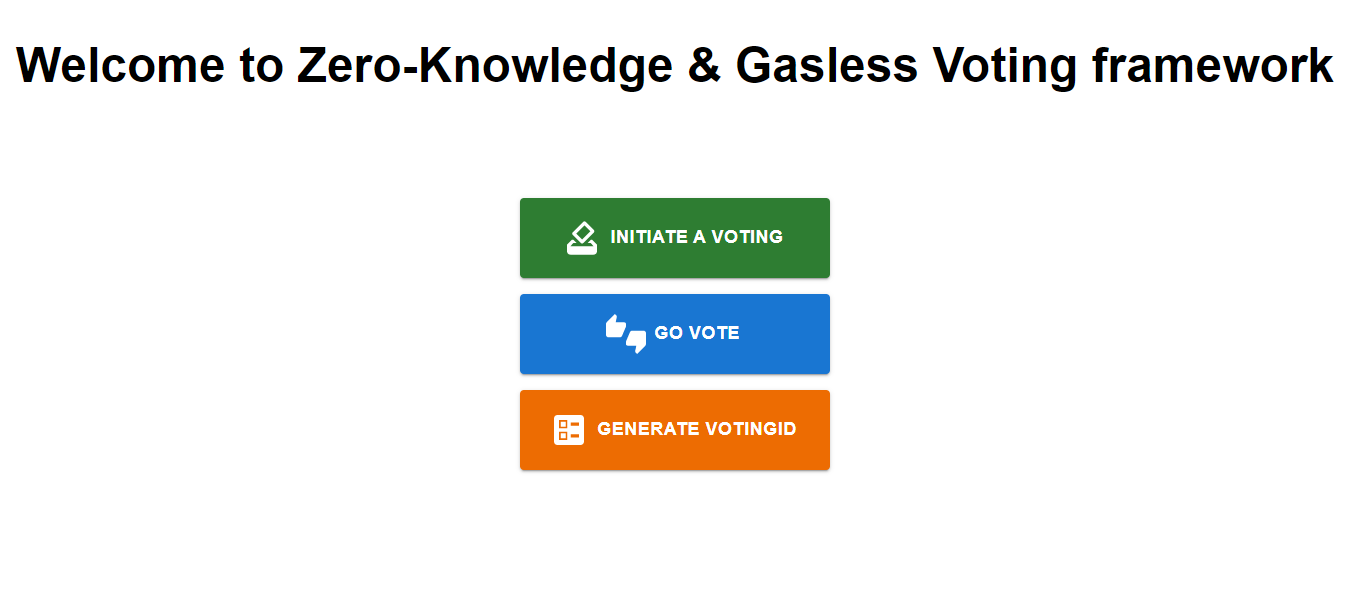 Welcome to Zero-Knowledge & Gasless Voting framework
INITIATE A VOTING
GO VOTE
GENERATE VOTINGID